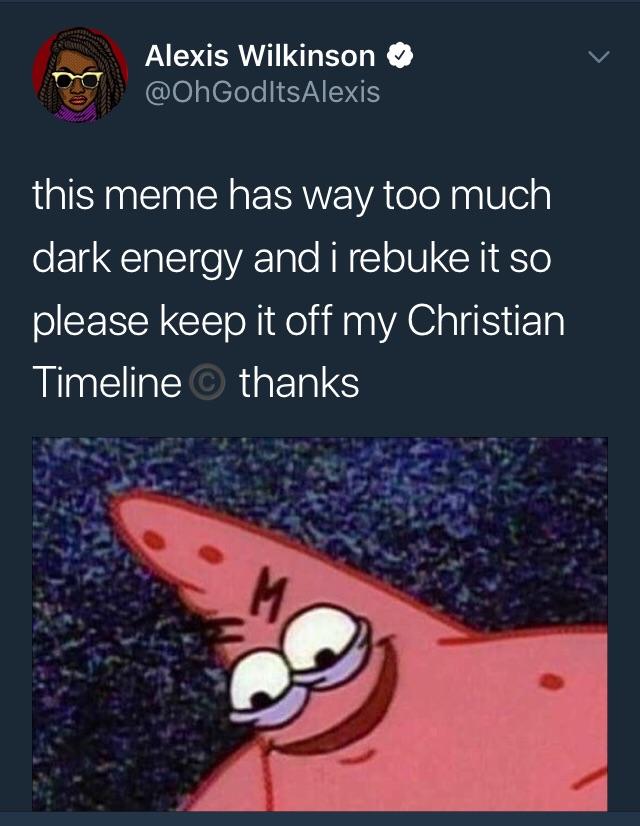 Alexis Wilkinson
@OhGodItsAlexis
this meme has way too much
dark energy and i rebuke it so
please keep it off my Christian
Timeline © thanks